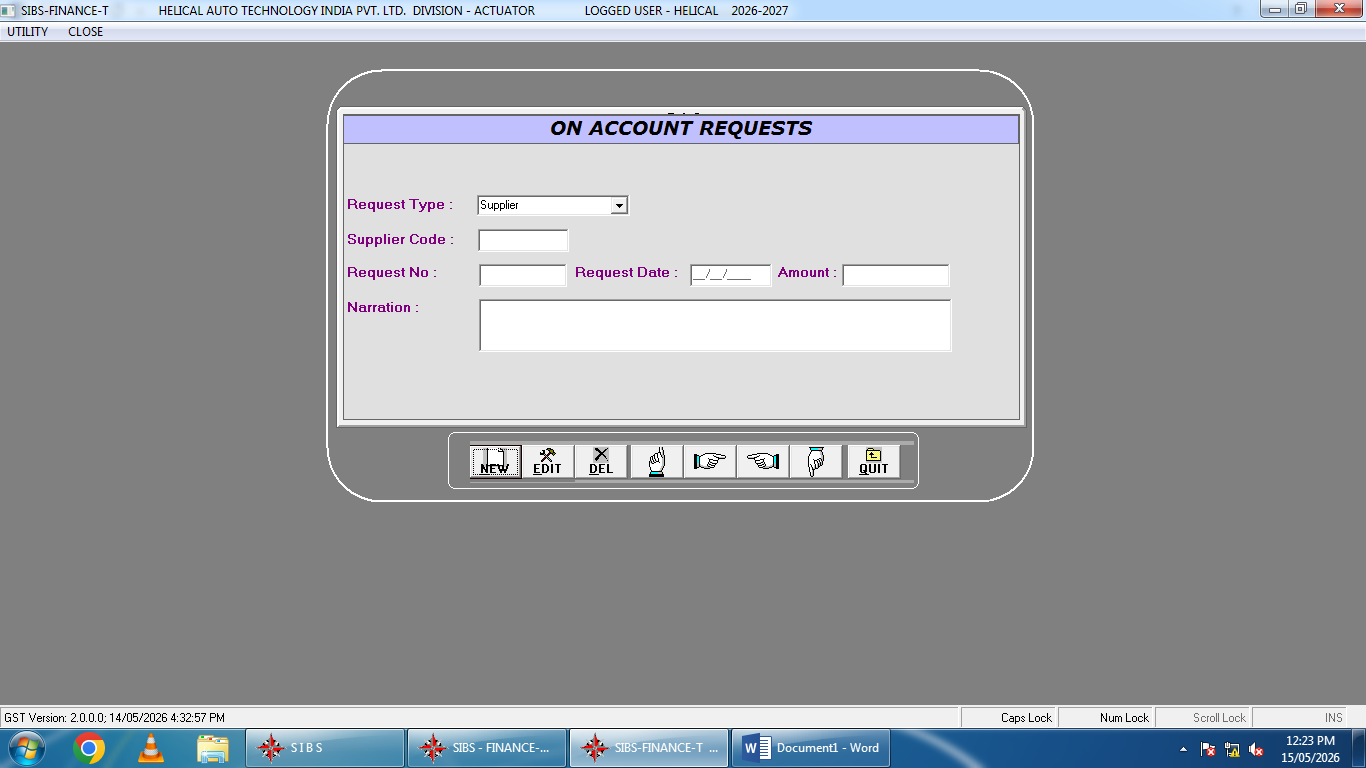 SIBS-FINANCE-T HELICAL AUTO TECHNOLOGY INDIA PVT. LTD. DIVISION - ACTUATOR LOGGED USER - HELICAL 2026-2027
UTILITY CLOSE
ON ACCOUNT REQUESTS
Request Type : Supplier
Supplier Code :
Request No : Request Date : __/__/____ Amount :
Narration :
NEW EDIT DEL QUIT
GST Version: 2.0.0.0; 14/05/2026 4:32:57 PM Caps Lock Num Lock Scroll Lock INS
S I B S SIBS - FINANCE-... SIBS-FINANCE-T ... Document1 - Word 12:23 PM
15/05/2026